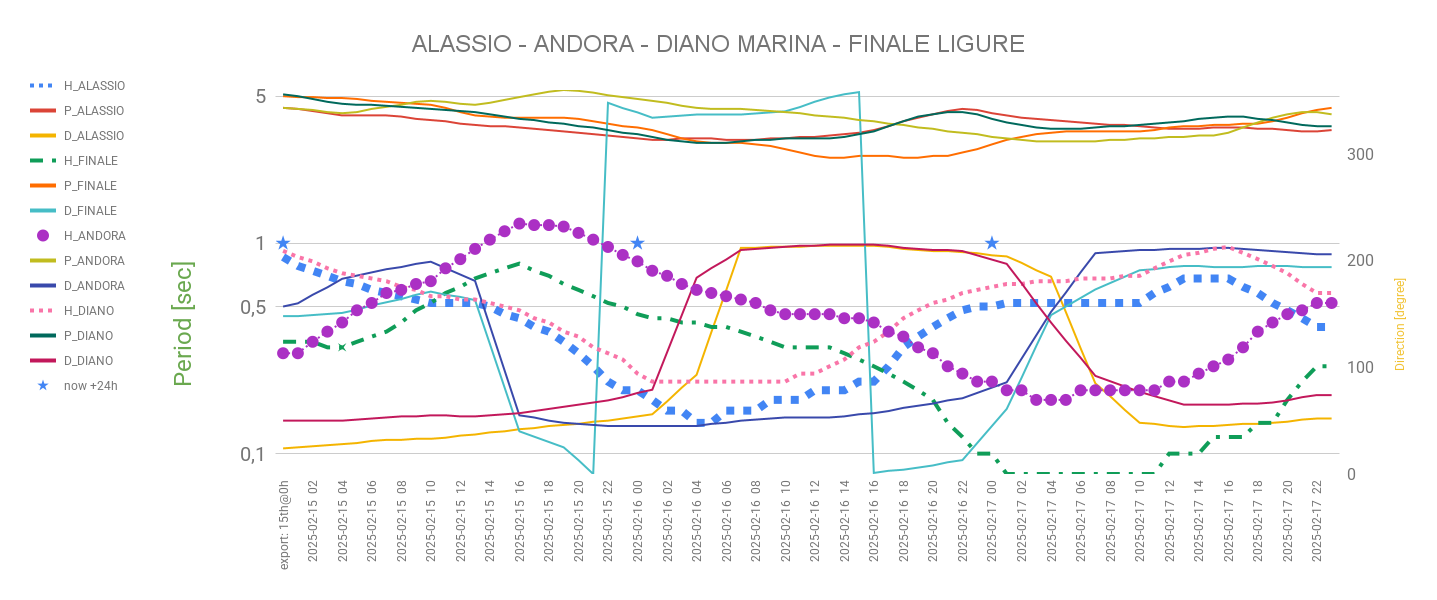 ALASSIO - ANDORA - DIANO MARINA - FINALE LIGURE
H_ALASSIO
P_ALASSIO
D_ALASSIO
H_FINALE
P_FINALE
D_FINALE
H_ANDORA
P_ANDORA
D_ANDORA
H_DIANO
P_DIANO
D_DIANO
now +24h
Period [sec]
5
1
0,5
0,1
300
200
100
0
Direction [degree]
export: 15th@0h
2025-02-15 02
2025-02-15 04
2025-02-15 06
2025-02-15 08
2025-02-15 10
2025-02-15 12
2025-02-15 14
2025-02-15 16
2025-02-15 18
2025-02-15 20
2025-02-15 22
2025-02-16 00
2025-02-16 02
2025-02-16 04
2025-02-16 06
2025-02-16 08
2025-02-16 10
2025-02-16 12
2025-02-16 14
2025-02-16 16
2025-02-16 18
2025-02-16 20
2025-02-16 22
2025-02-17 00
2025-02-17 02
2025-02-17 04
2025-02-17 06
2025-02-17 08
2025-02-17 10
2025-02-17 12
2025-02-17 14
2025-02-17 16
2025-02-17 18
2025-02-17 20
2025-02-17 22